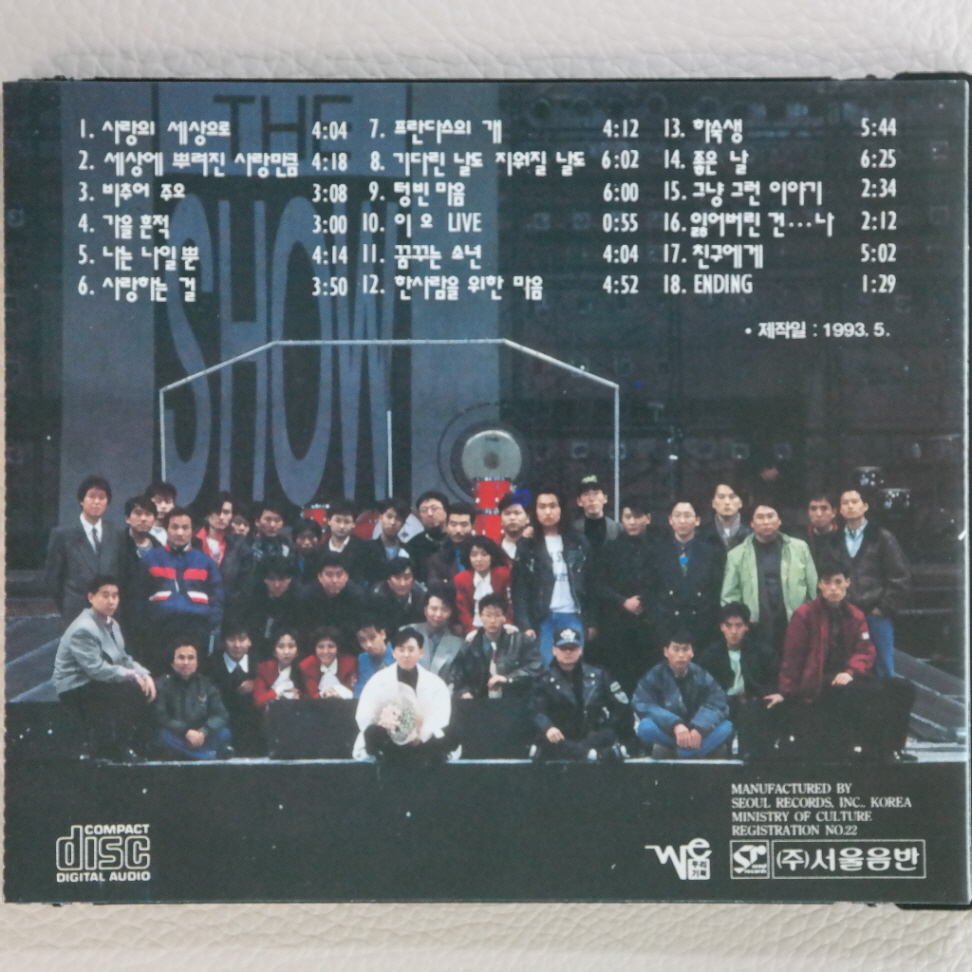 THE
SHOW
1. 사랑의 세상으로 4:04
2. 세상에 뿌려진 사랑만큼 4:18
3. 비추어 주오 3:08
4. 가을 흔적 3:00
5. 나는 나일 뿐 4:14
6. 사랑하는 걸 3:50
7. 프란다스의 개 4:12
8. 기다린 날도 지워질 날도 6:02
9. 텅빈 마음 6:00
10. 이 오 LIVE 0:55
11. 꿈꾸는 소년 4:04
12. 한사람을 위한 마음 4:52
13. 하숙생 5:44
14. 좋은 날 6:25
15. 그냥 그런 이야기 2:34
16. 잃어버린 건···나 2:12
17. 친구에게 5:02
18. ENDING 1:29
• 제작일 : 1993. 5.
MANUFACTURED BY
SEOUL RECORDS, INC., KOREA
MINISTRY OF CULTURE
REGISTRATION NO.22
COMPACT
disc
DIGITAL AUDIO
We
우리
기획
SR
seoul
records
(주)서울음반